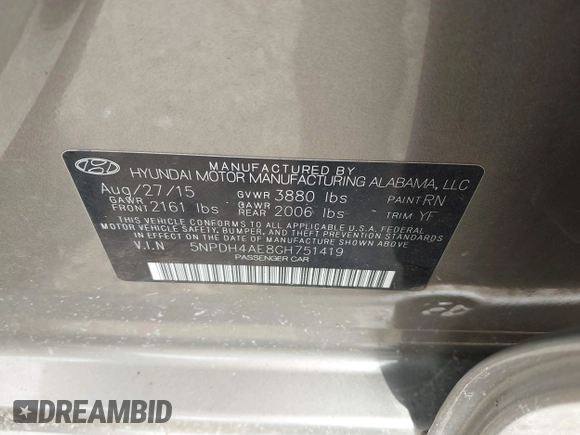 MANUFACTURED BY
HYUNDAI MOTOR MANUFACTURING ALABAMA, LLC
Aug/27/15 GVWR 3880 lbs PAINT RN
GAWR FRONT 2161 lbs GAWR REAR 2006 lbs TRIM YF
THIS VEHICLE CONFORMS TO ALL APPLICABLE FEDERAL
MOTOR VEHICLE SAFETY, BUMPER, AND THEFT PREVENTION
STANDARDS IN EFFECT ON THE DATE OF MANUFACTURE SHOWN ABOVE.
V.I.N 5NPDH4AE8GH751419
PASSENGER CAR
DREAMBID